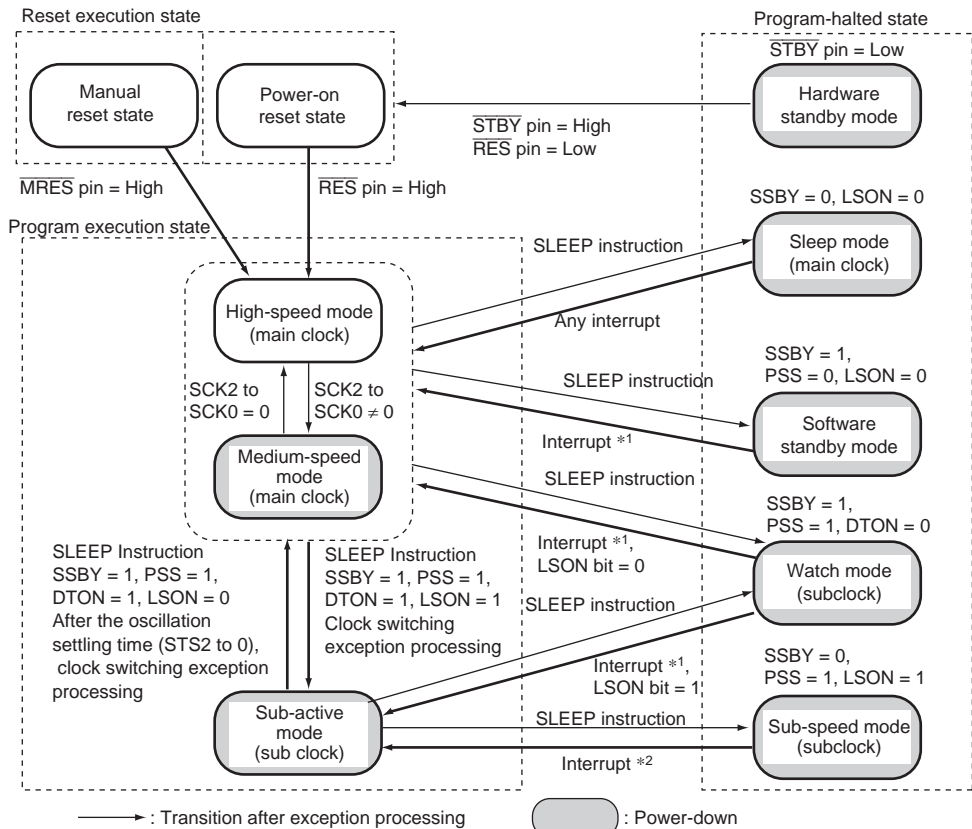 Reset execution state
Program-halted state
Manual
reset state
Power-on
reset state
STBY pin = Low
Hardware
standby mode
STBY pin = High
RES pin = Low
MRES pin = High
RES pin = High
Program execution state
SSBY = 0, LSON = 0
SLEEP instruction
Sleep mode
(main clock)
High-speed mode
(main clock)
Any interrupt
SCK2 to
SCK0 = 0
SCK2 to
SCK0 ≠ 0
SSBY = 1,
PSS = 0, LSON = 0
SLEEP instruction
Software
standby mode
Interrupt *1
Medium-speed
mode
(main clock)
SLEEP instruction
SSBY = 1,
PSS = 1, DTON = 0
Interrupt *1,
LSON bit = 0
Watch mode
(subclock)
SLEEP Instruction
SSBY = 1, PSS = 1,
DTON = 1, LSON = 0
After the oscillation
settling time (STS2 to 0),
clock switching exception
processing
SLEEP Instruction
SSBY = 1, PSS = 1,
DTON = 1, LSON = 1
Clock switching
exception processing
SLEEP instruction
Interrupt *1,
LSON bit = 1
SSBY = 0,
PSS = 1, LSON = 1
Sub-active
mode
(sub clock)
SLEEP instruction
Sub-speed mode
(subclock)
Interrupt *2
: Transition after exception processing
: Power-down